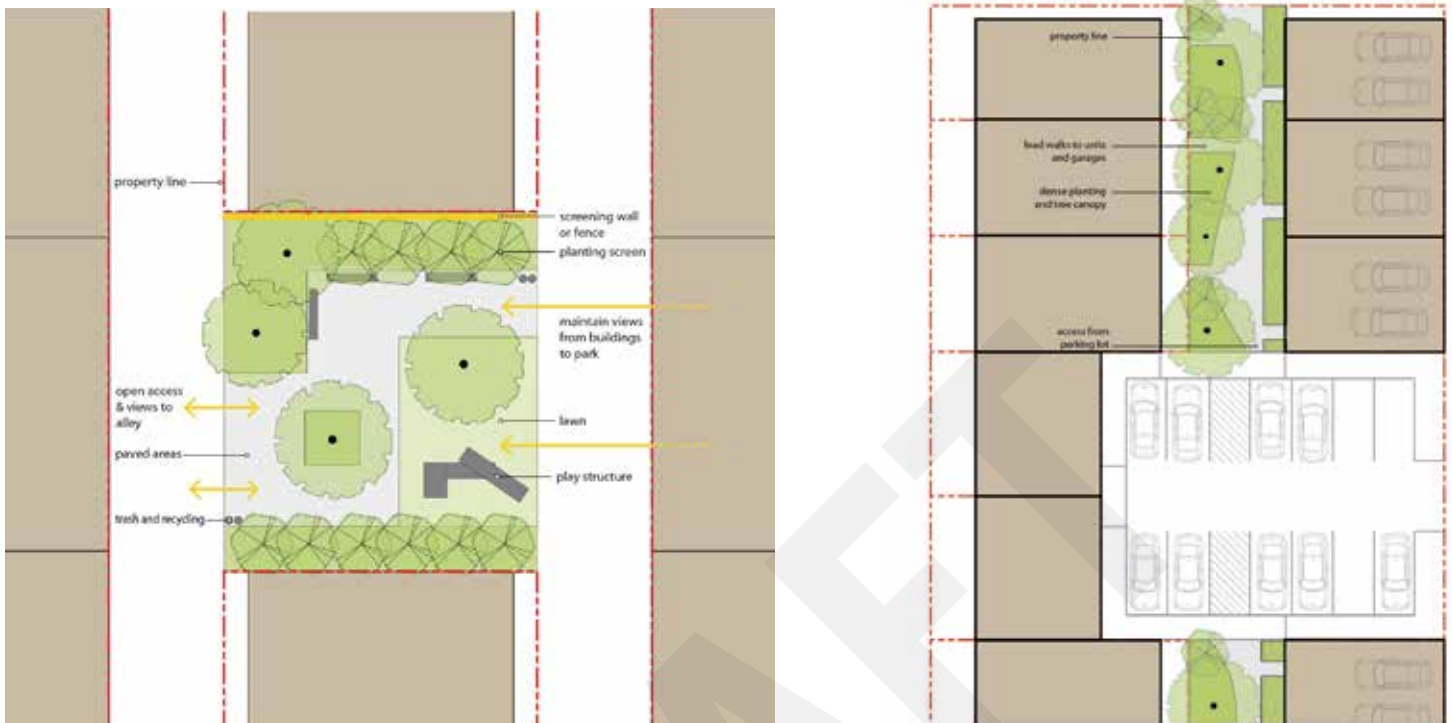 property line
screening wall
or fence
planting screen
maintain views
from buildings
to park
open access
& views to
alley
lawn
paved areas
play structure
trash and recycling
property line
lead walks to units
and garages
dense planting
and tree canopy
access from
parking lot